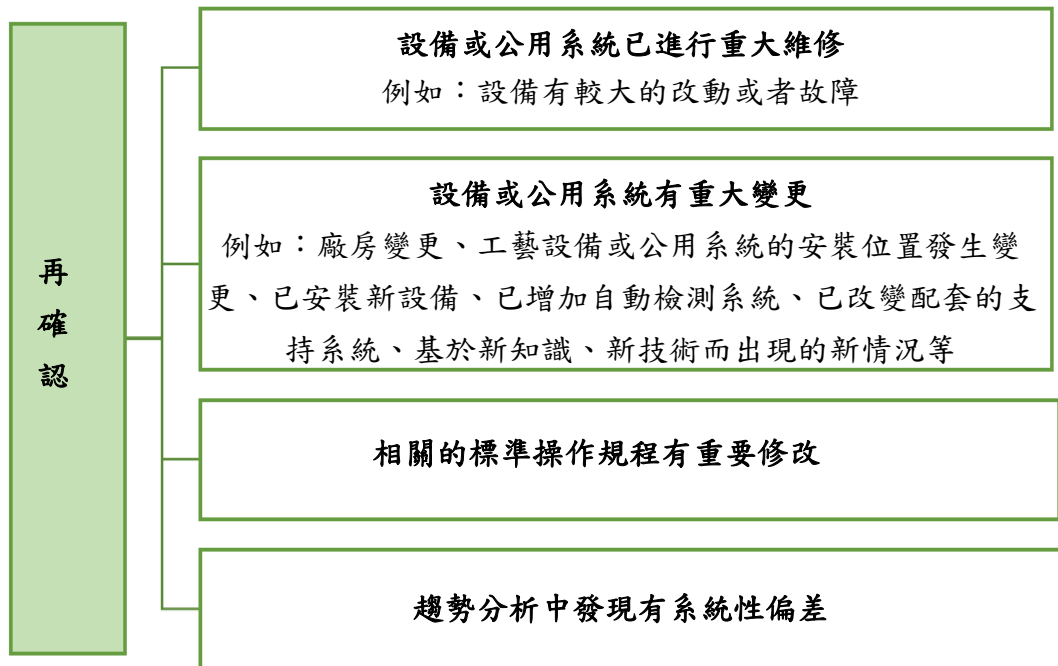 再
確
認
設備或公用系統已進行重大維修
例如：設備有較大的改動或者故障
設備或公用系統有重大變更
例如：廠房變更、工藝設備或公用系統的安裝位置發生變
更、已安裝新設備、已增加自動檢測系統、已改變配套的支
持系統、基於新知識、新技術而出現的新情況等
相關的標準操作規程有重要修改
趨勢分析中發現有系統性偏差